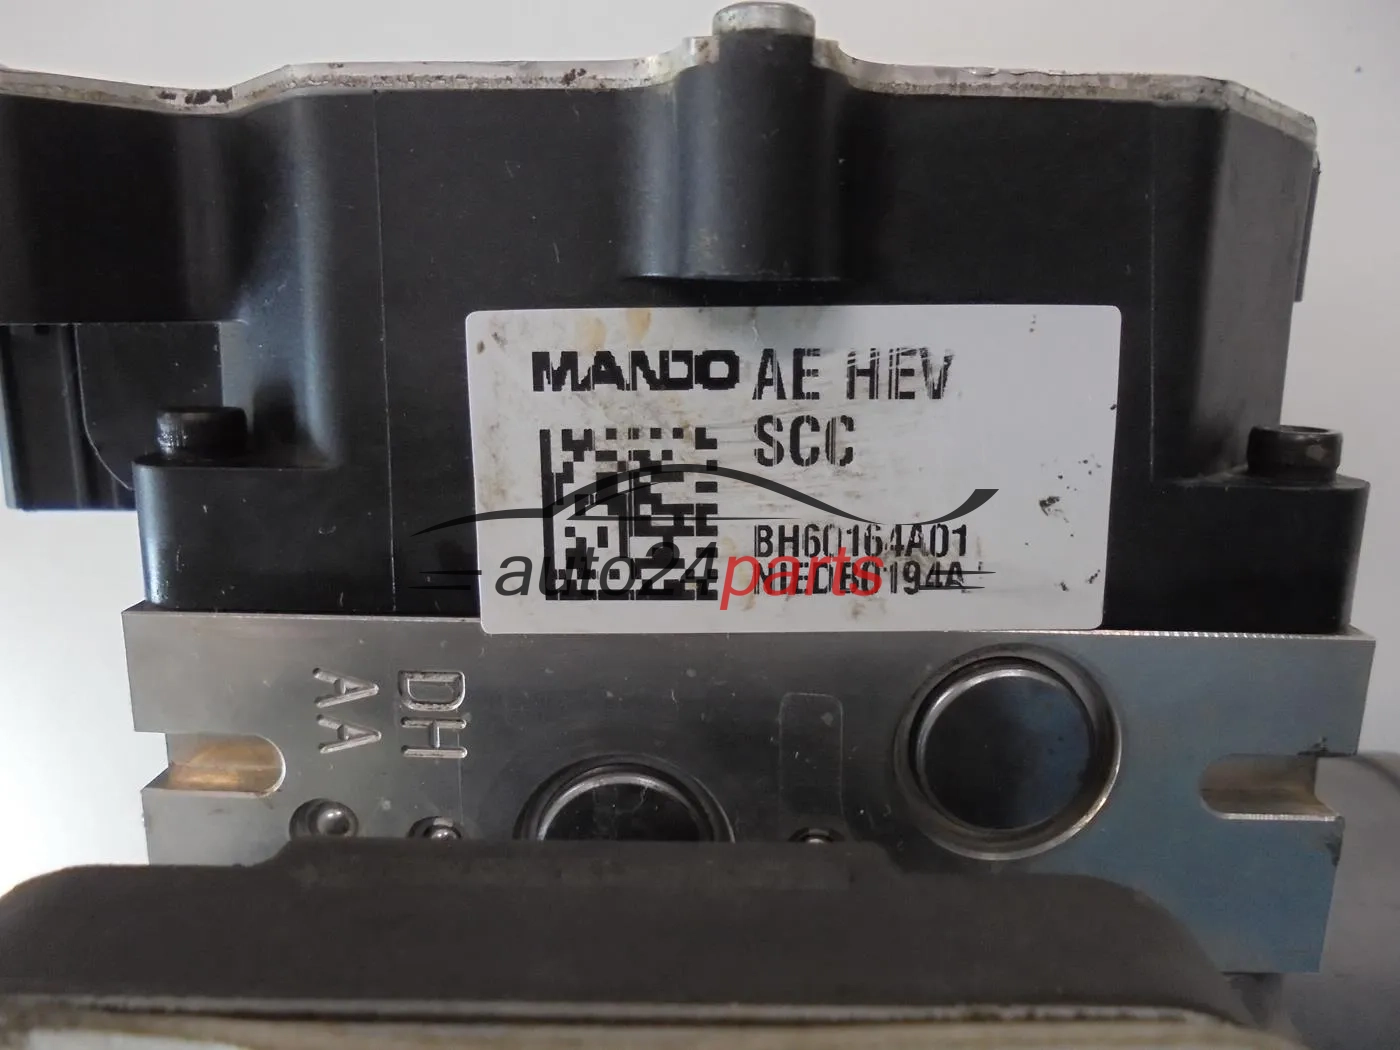 MANDO AE HEV
SCC
BH60164A01
auto24parts
DH
AA